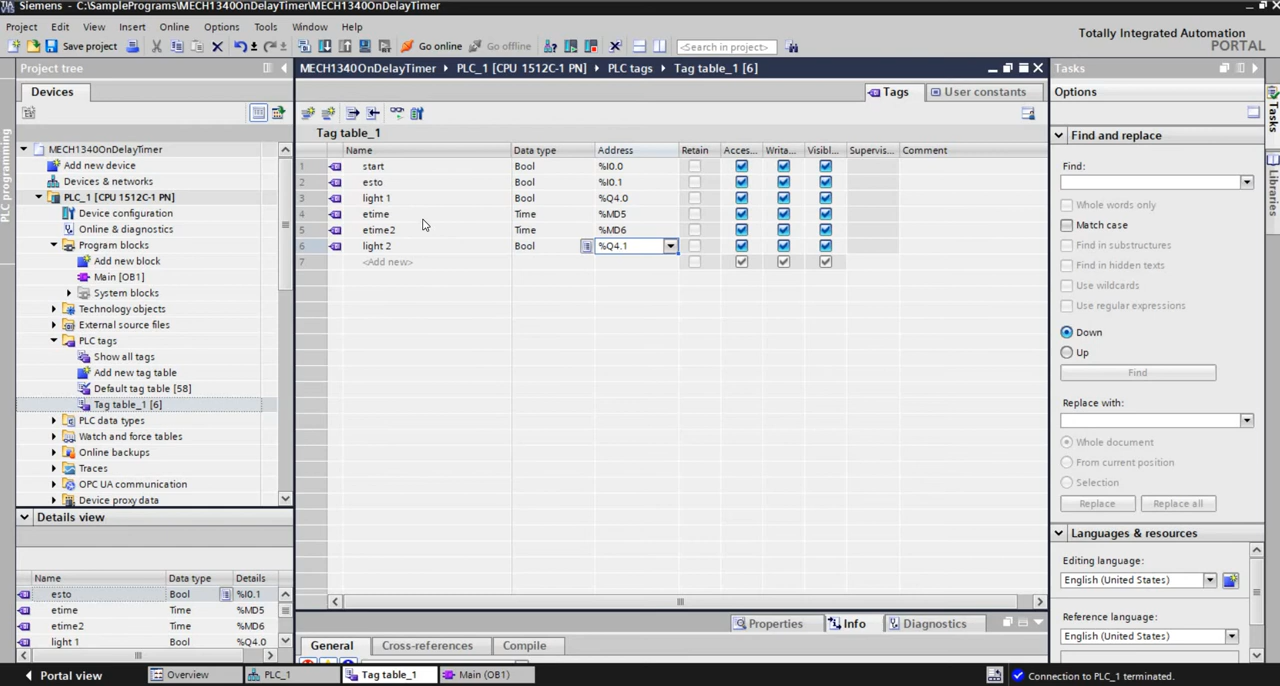 Siemens - C:\SamplePrograms\MECH1340OnDelayTimer\MECH1340OnDelayTimer
Project Edit View Insert Online Options Tools Window Help
Totally Integrated Automation
PORTAL
Save project
Go online
Go offline
<Search in project>
Project tree
MECH1340OnDelayTimer PLC_1 [CPU 1512C-1 PN] PLC tags Tag table_1 [6]
Tasks
Devices
Tags
User constants
Options
PLC programming
Tasks
Libraries
MECH1340OnDelayTimer
Add new device
Devices & networks
PLC_1 [CPU 1512C-1 PN]
Device configuration
Online & diagnostics
Program blocks
Add new block
Main [OB1]
System blocks
Technology objects
External source files
PLC tags
Show all tags
Add new tag table
Default tag table [58]
Tag table_1 [6]
PLC data types
Watch and force tables
Online backups
Traces
OPC UA communication
Device proxy data
Tag table_1
Name Data type Address Retain Acces... Writa... Visibl... Supervis... Comment
1 start Bool %I0.0
2 esto Bool %I0.1
3 light 1 Bool %Q4.0
4 etime Time %MD5
5 etime2 Time %MD6
6 light 2 Bool %Q4.1
7 <Add new>
Find and replace
Find:
Whole words only
Match case
Find in substructures
Find in hidden texts
Use wildcards
Use regular expressions
Down
Up
Find
Replace with:
Whole document
From current position
Selection
Replace Replace all
Languages & resources
Editing language:
English (United States)
Reference language:
English (United States)
Details view
Name Data type Details
esto Bool %I0.1
etime Time %MD5
etime2 Time %MD6
light 1 Bool %Q4.0
Properties Info Diagnostics
General Cross-references Compile
Portal view Overview PLC_1 Tag table_1 Main (OB1) Connection to PLC_1 terminated.